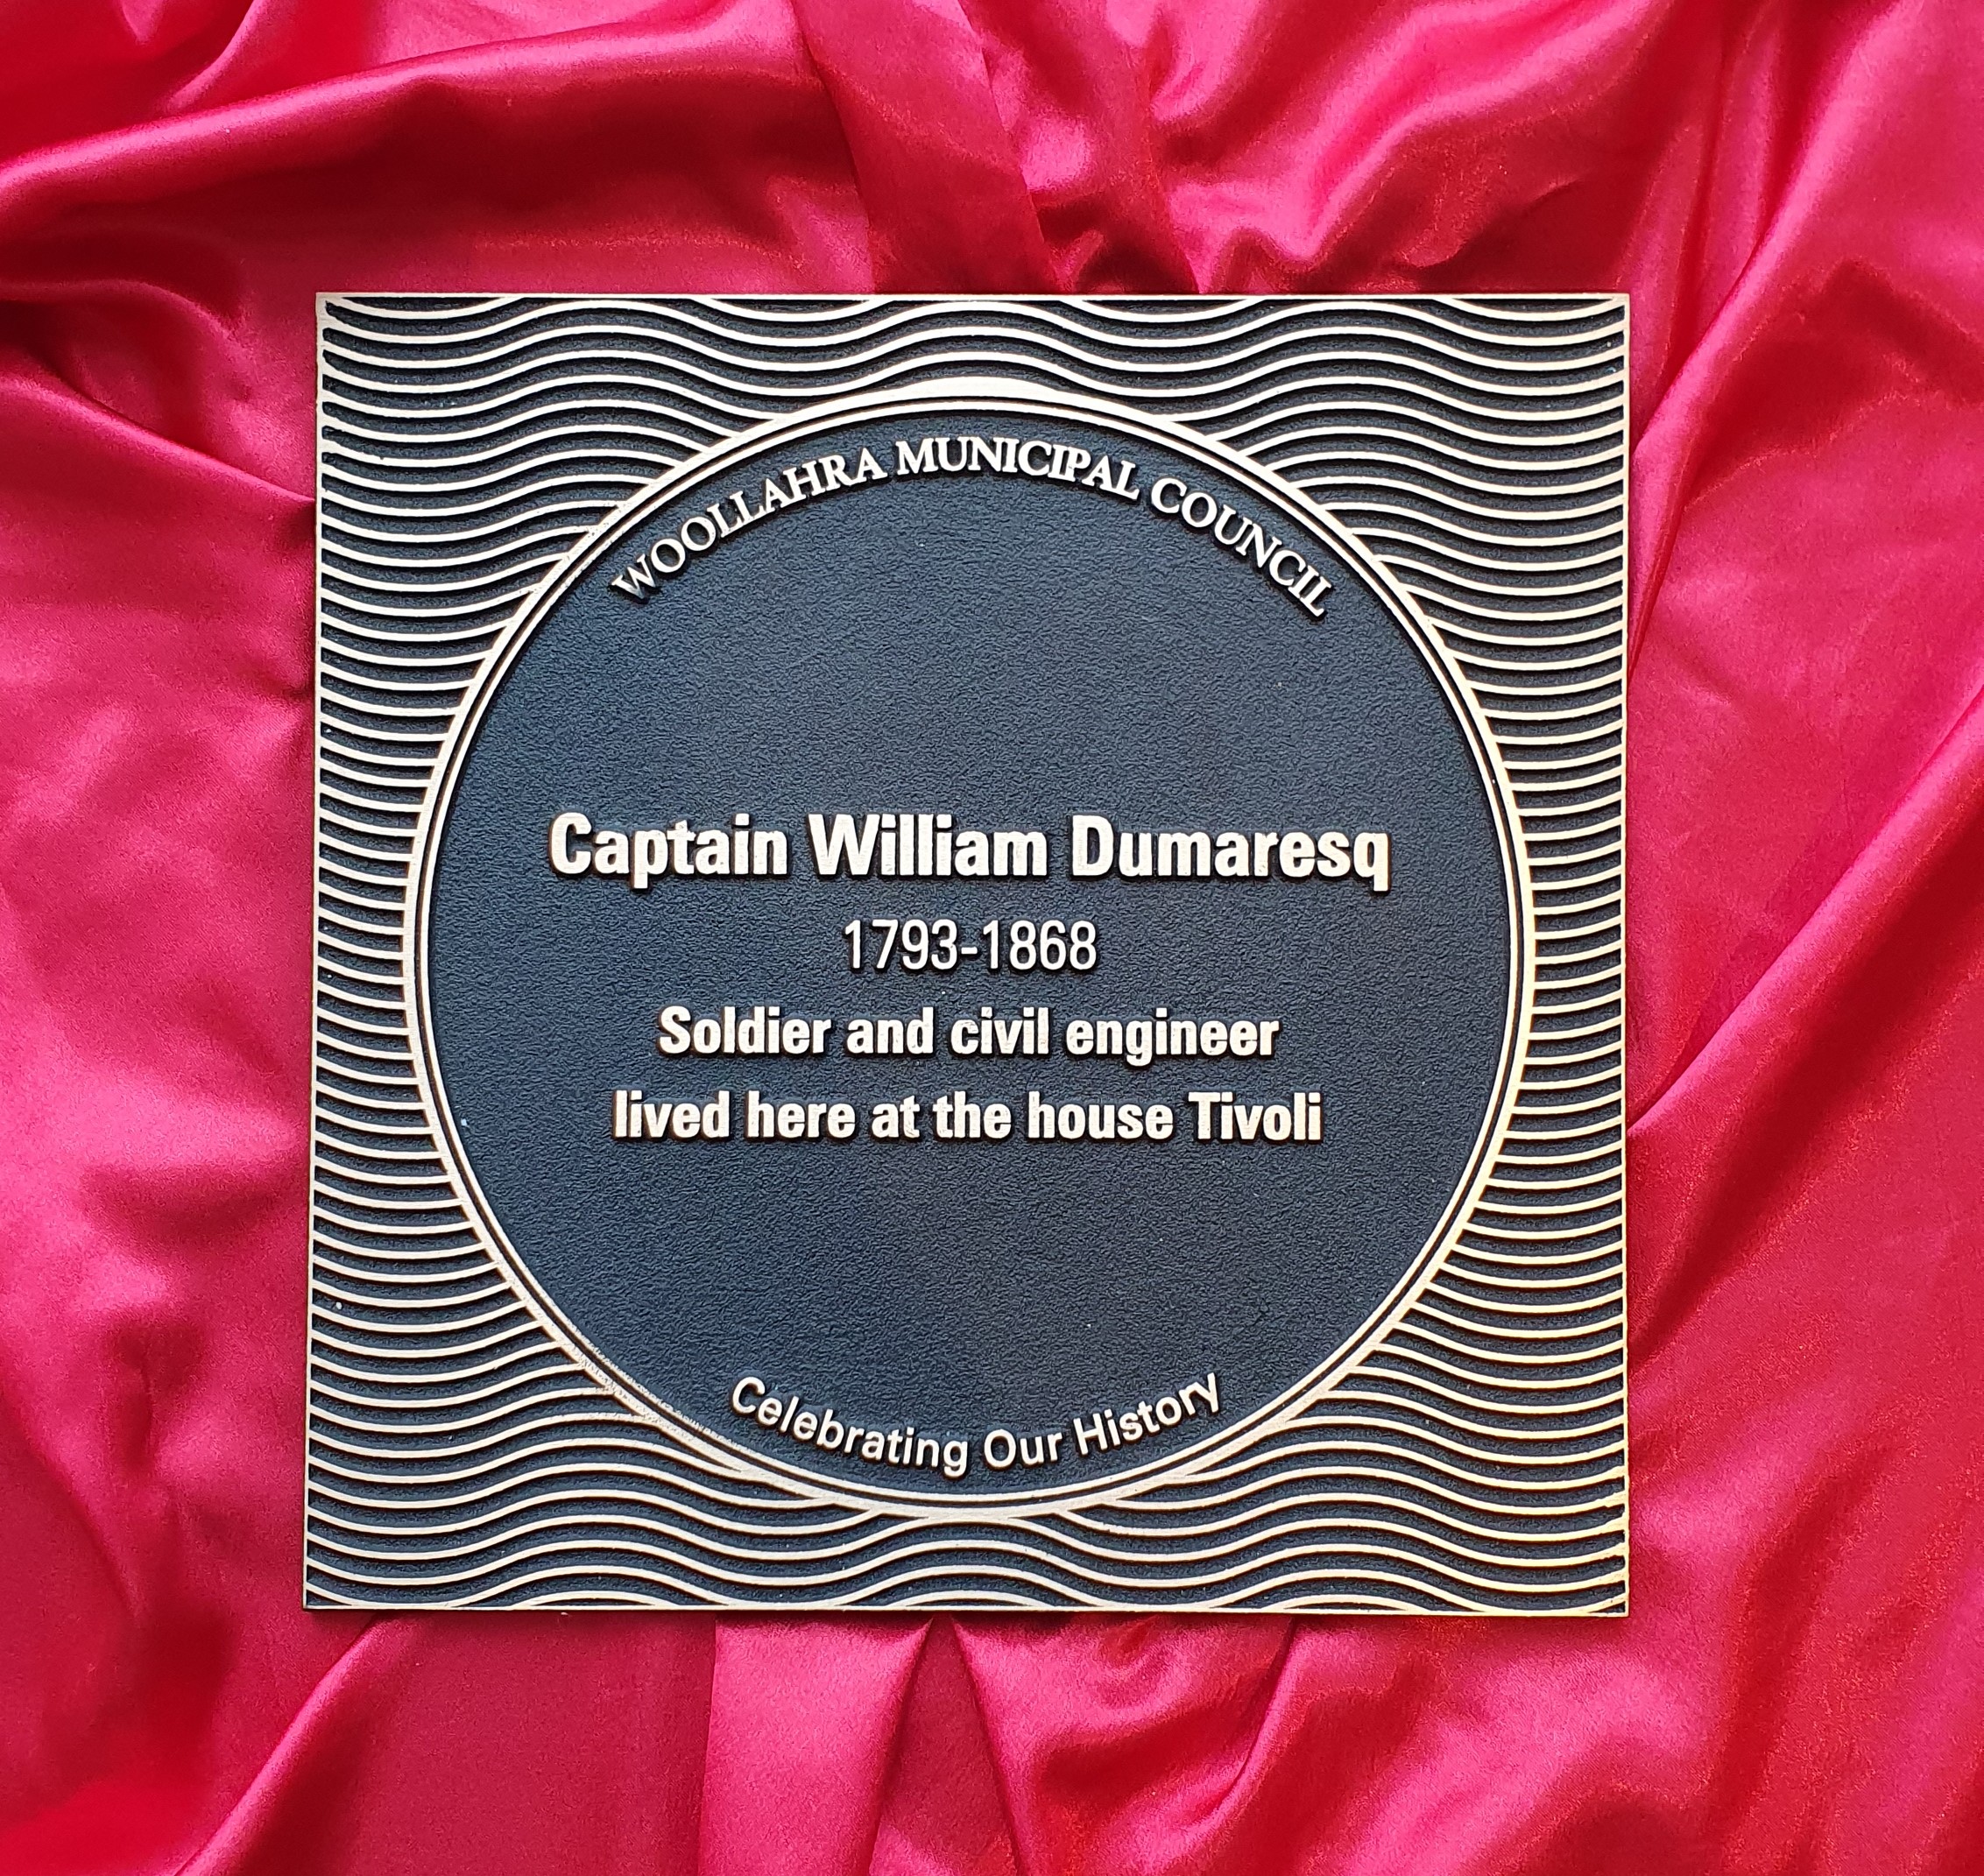 WOOLLAHRA MUNICIPAL COUNCIL
Captain William Dumaresq
1793-1868
Soldier and civil engineer
lived here at the house Tivoli
Celebrating Our History